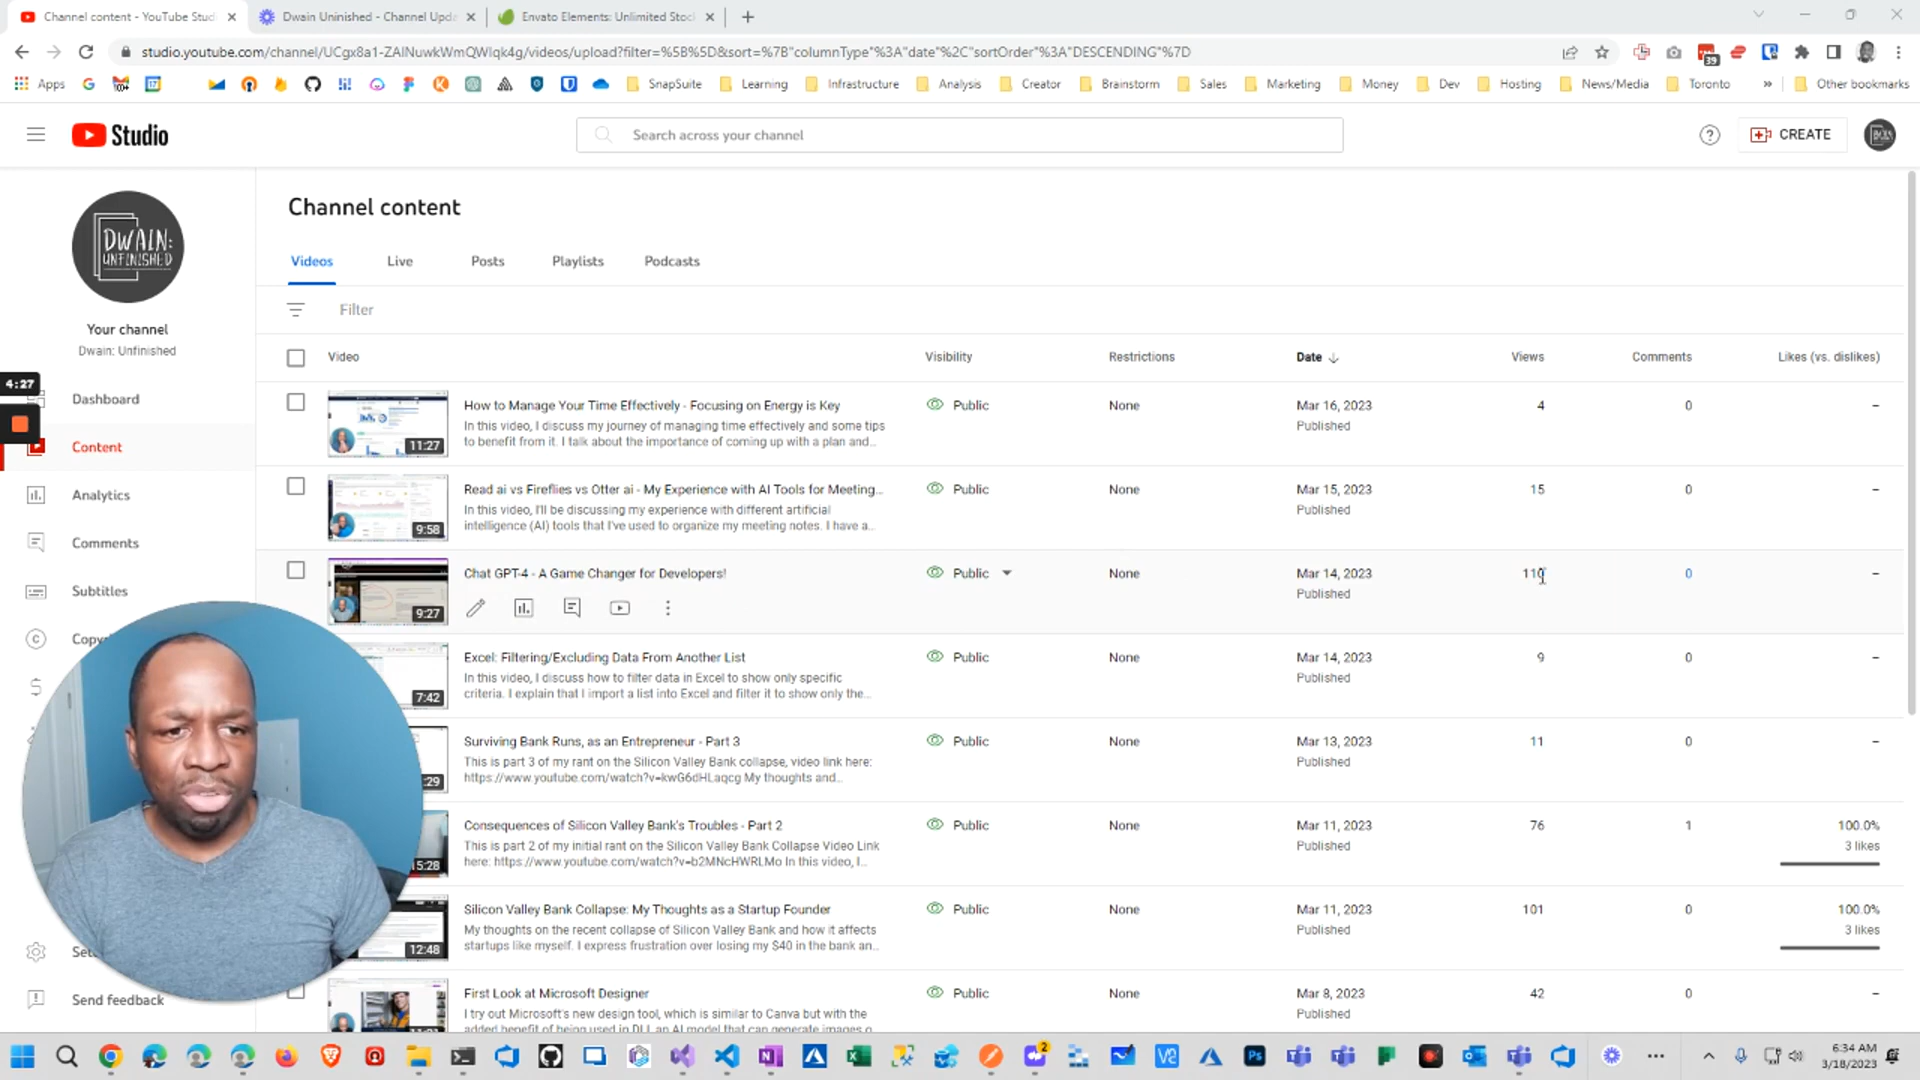 Channel content - YouTube Stud
Dwain Uninished - Channel Upda
Envato Elements: Unlimited Stoc
studio.youtube.com/channel/UCgx8a1-ZAlNuwkWmQWIqk4g/videos/upload?filter=%5B%5D&sort=%7B"columnType"%3A"date"%2C"sortOrder"%3A"DESCENDING"%7D
39
Apps
SnapSuite
Learning
Infrastructure
Analysis
Creator
Brainstorm
Sales
Marketing
Money
Dev
Hosting
News/Media
Toronto
»
Other bookmarks
Studio
Search across your channel
CREATE
DWAIN:
UNFINISHED
Your channel
Dwain: Unfinished
4:27
Dashboard
Content
Analytics
Comments
Subtitles
Send feedback
Channel content
Videos
Live
Posts
Playlists
Podcasts
Filter
Video
Visibility
Restrictions
Date
Views
Comments
Likes (vs. dislikes)
11:27
How to Manage Your Time Effectively - Focusing on Energy is Key
In this video, I discuss my journey of managing time effectively and some tips
to benefit from it. I talk about the importance of coming up with a plan and...
Public
None
Mar 16, 2023
Published
4
0
–
9:58
Read ai vs Fireflies vs Otter ai - My Experience with AI Tools for Meeting...
In this video, I'll be discussing my experience with different artificial
intelligence (AI) tools that I've used to organize my meeting notes. I have a...
Public
None
Mar 15, 2023
Published
15
0
–
9:27
Chat GPT-4 - A Game Changer for Developers!
Public
None
Mar 14, 2023
Published
110
0
–
7:42
Excel: Filtering/Excluding Data From Another List
In this video, I discuss how to filter data in Excel to show only specific
criteria. I explain that I import a list into Excel and filter it to show only the...
Public
None
Mar 14, 2023
Published
9
0
–
:29
Surviving Bank Runs, as an Entrepreneur - Part 3
This is part 3 of my rant on the Silicon Valley Bank collapse, video link here:
https://www.youtube.com/watch?v=kwG6dHLaqcg My thoughts and...
Public
None
Mar 13, 2023
Published
11
0
–
15:28
Consequences of Silicon Valley Bank's Troubles - Part 2
This is part 2 of my initial rant on the Silicon Valley Bank Collapse Video Link
here: https://www.youtube.com/watch?v=b2MNcHWRLMo In this video, I...
Public
None
Mar 11, 2023
Published
76
1
100.0%
3 likes
12:48
Silicon Valley Bank Collapse: My Thoughts as a Startup Founder
My thoughts on the recent collapse of Silicon Valley Bank and how it affects
startups like myself. I express frustration over losing my $40 in the bank an...
Public
None
Mar 11, 2023
Published
101
0
100.0%
3 likes
First Look at Microsoft Designer
I try out Microsoft's new design tool, which is similar to Canva but with the
added benefit of being used in DLL an AI model that can generate images o
Public
None
Mar 8, 2023
Published
42
0
–
2
6:34 AM
3/18/2023